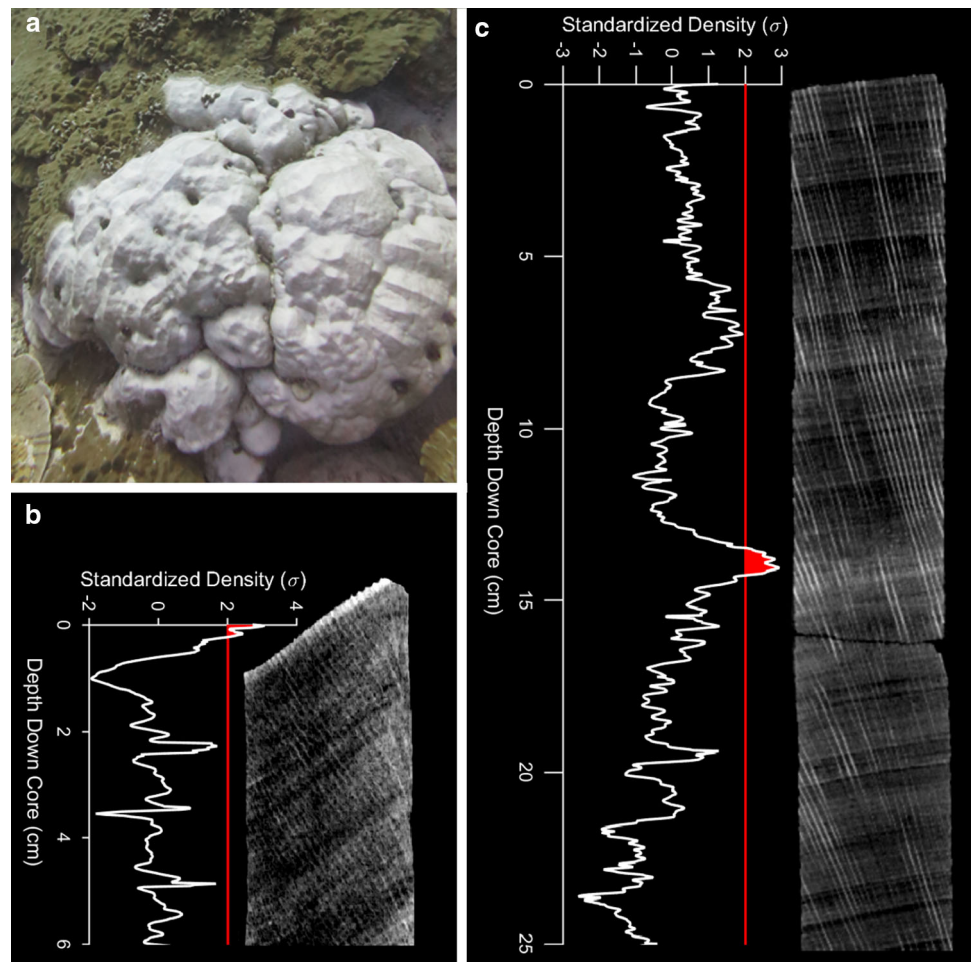 a
b
Standardized Density (σ)
-2 0 2 4
0
2
4
6
Depth Down Core (cm)
c
Standardized Density (σ)
-3 -2 -1 0 1 2 3
0
5
10
15
20
25
Depth Down Core (cm)